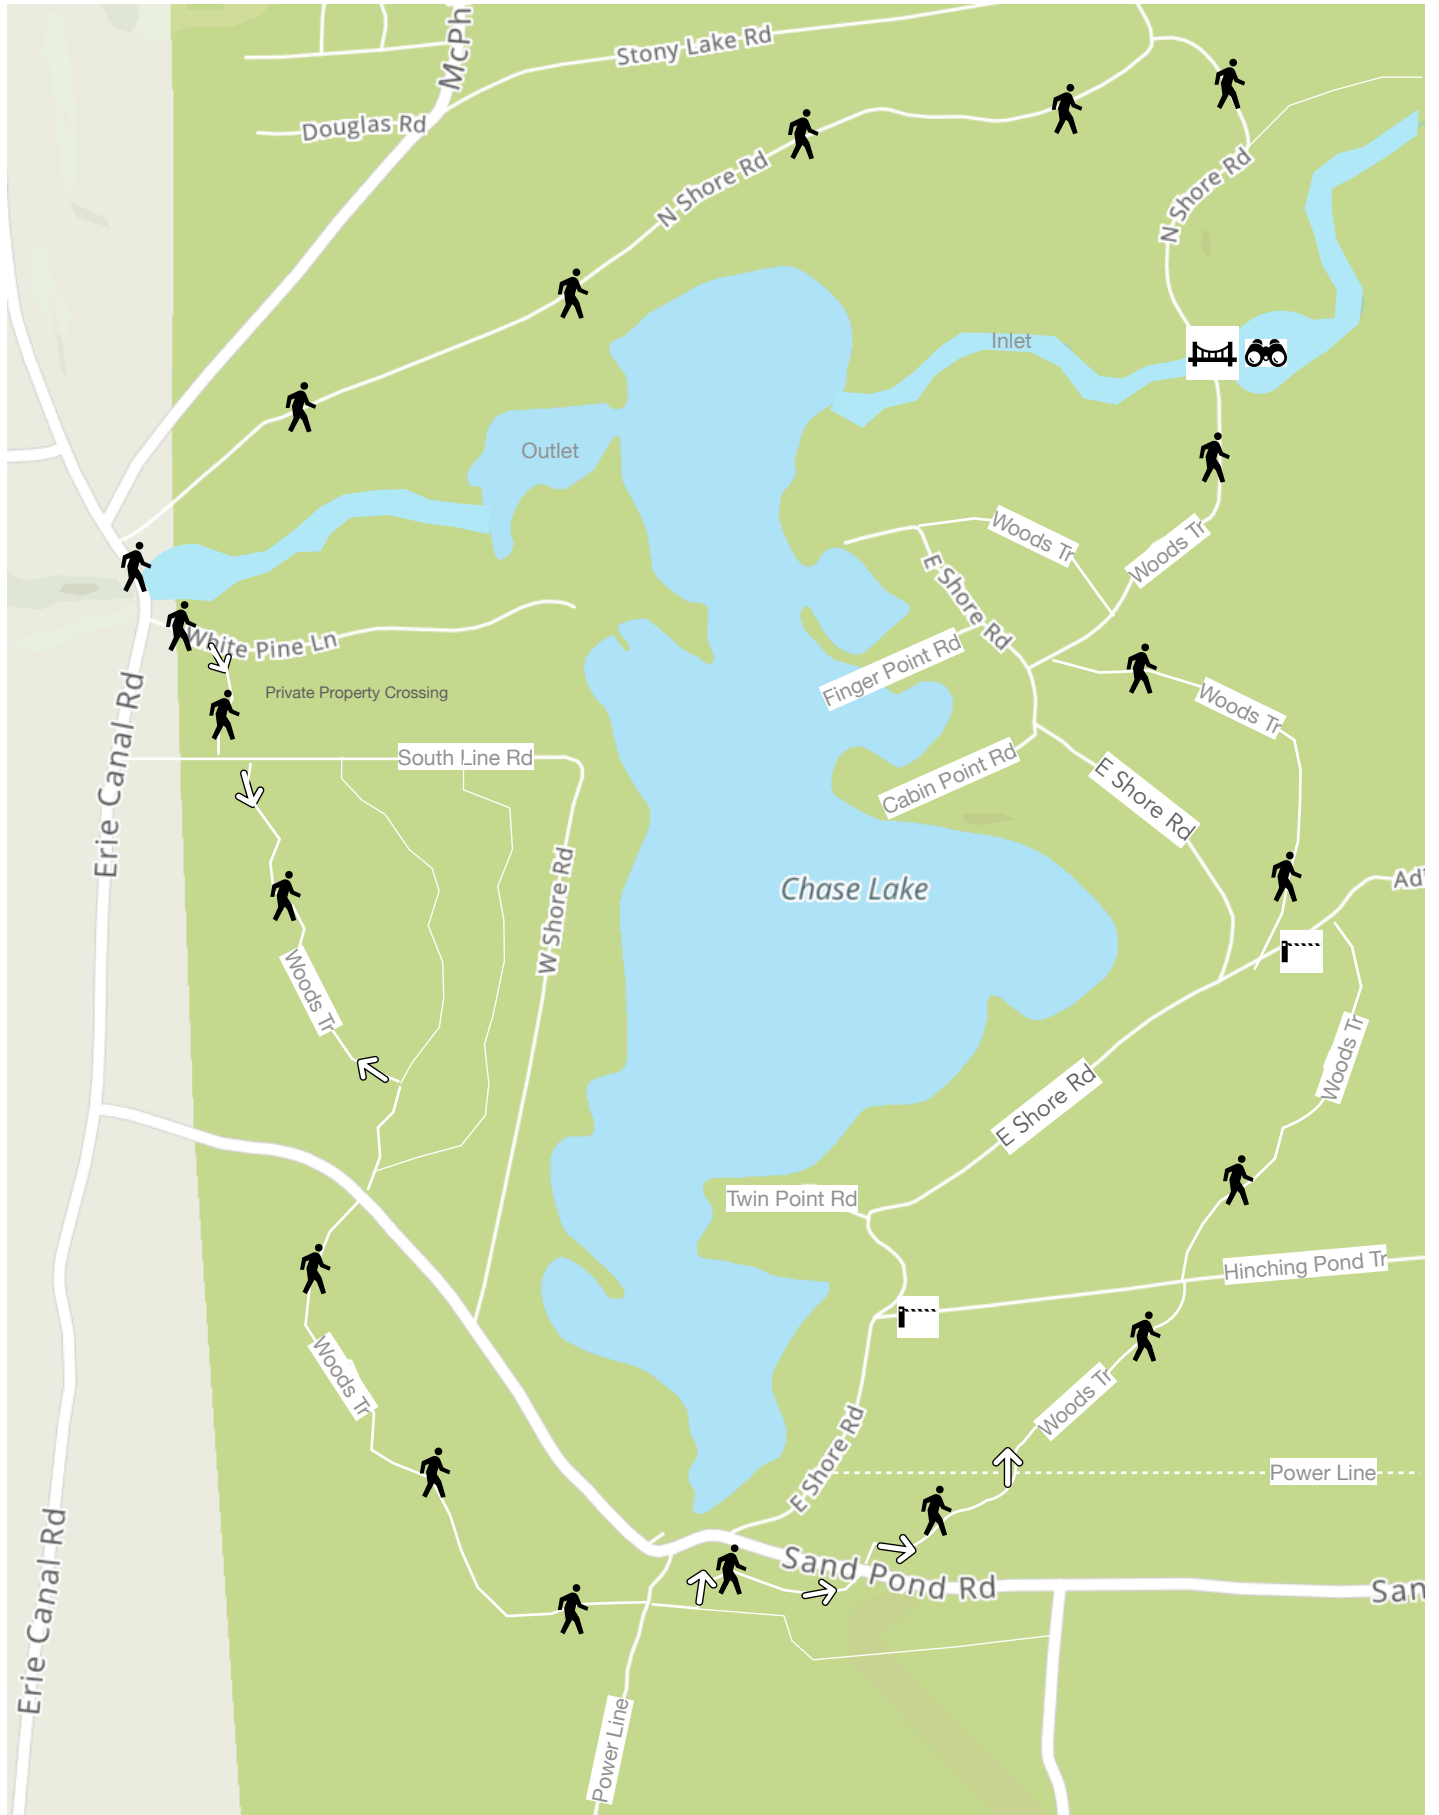 McPh
Stony Lake Rd
Douglas Rd
N Shore Rd
N Shore Rd
Inlet
Outlet
Woods Tr
Woods Tr
E Shore Rd
White Pine Ln
Finger Point Rd
Private Property Crossing
Woods Tr
South Line Rd
Cabin Point Rd
E Shore Rd
Erie Canal Rd
W Shore Rd
Chase Lake
Ad
Woods Tr
Woods Tr
E Shore Rd
Twin Point Rd
Hinching Pond Tr
Woods Tr
Woods Tr
E Shore Rd
Power Line
Sand Pond Rd
San
Erie Canal Rd
Power Line